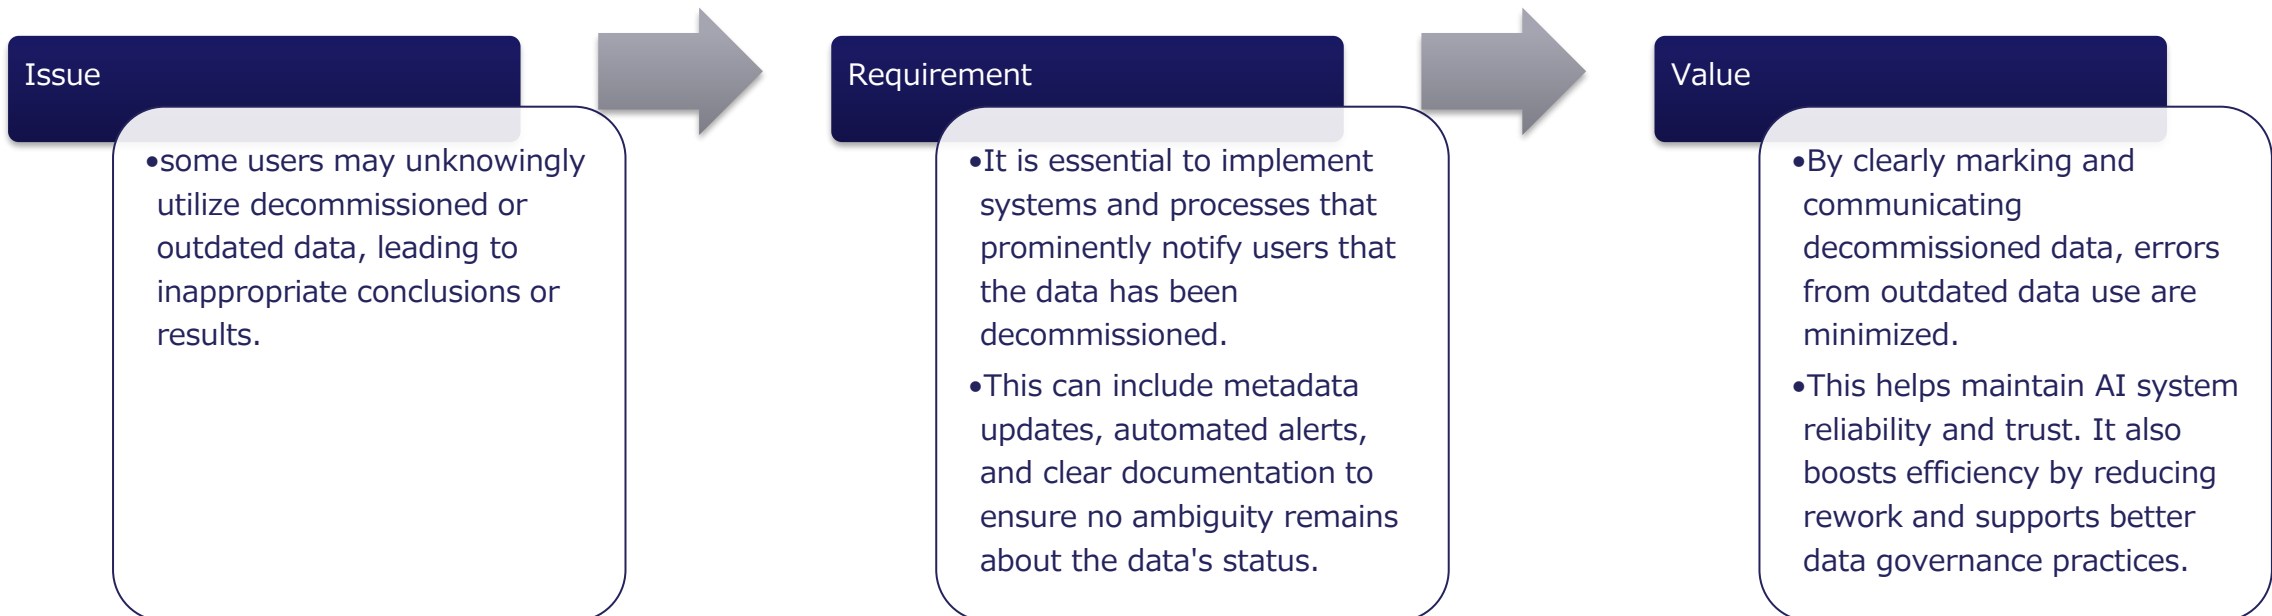 Issue
•some users may unknowingly
utilize decommissioned or
outdated data, leading to
inappropriate conclusions or
results.
Requirement
•It is essential to implement
systems and processes that
prominently notify users that
the data has been
decommissioned.
•This can include metadata
updates, automated alerts,
and clear documentation to
ensure no ambiguity remains
about the data's status.
Value
•By clearly marking and
communicating
decommissioned data, errors
from outdated data use are
minimized.
•This helps maintain AI system
reliability and trust. It also
boosts efficiency by reducing
rework and supports better
data governance practices.